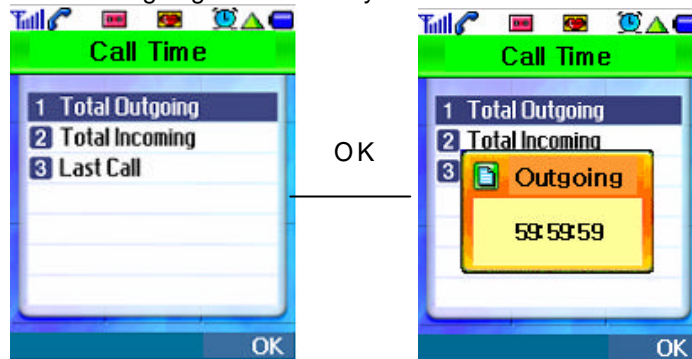 Call Time
1 Total Outgoing
2 Total Incoming
3 Last Call
OK
OK
Call Time
1 Total Outgoing
2 Total Incoming
3
Outgoing
59:59:59
OK